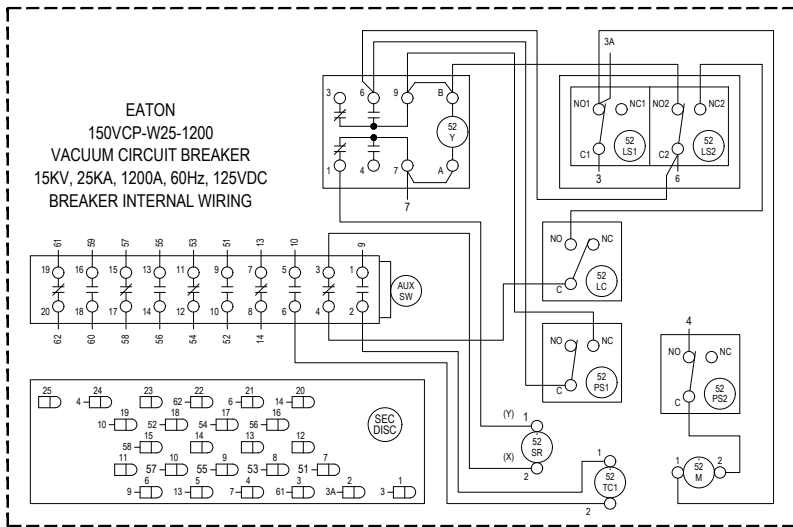 EATON
150VCP-W25-1200
VACUUM CIRCUIT BREAKER
15KV, 25KA, 1200A, 60Hz, 125VDC
BREAKER INTERNAL WIRING
3 6 9 B
52 Y
1 4 7 A
7
3A
NO1 NC1 NO2 NC2
52 LS1
52 LS2
C1 C2
3 6
NO NC
52 LC
C
NO NC
52 PS1
C
4
NO NC
52 PS2
C
61 59 57 55 53 51 13 10 9
19 16 15 13 11 9 7 5 3 1
AUX SW
20 18 17 14 12 10 8 6 4 2
62 60 58 56 54 52 14
(Y) 1
52 SR
(X) 2
1
52 TC1
2
1 52 M 2
25 24 23 22 21 20
4 62 6 14
SEC DISC
19 18 17 16
10 52 54 56
15 14 13 12
58
11 10 9 8 7
57 55 53 51
6 5 4 3 2 1
9 13 7 61 3A 3